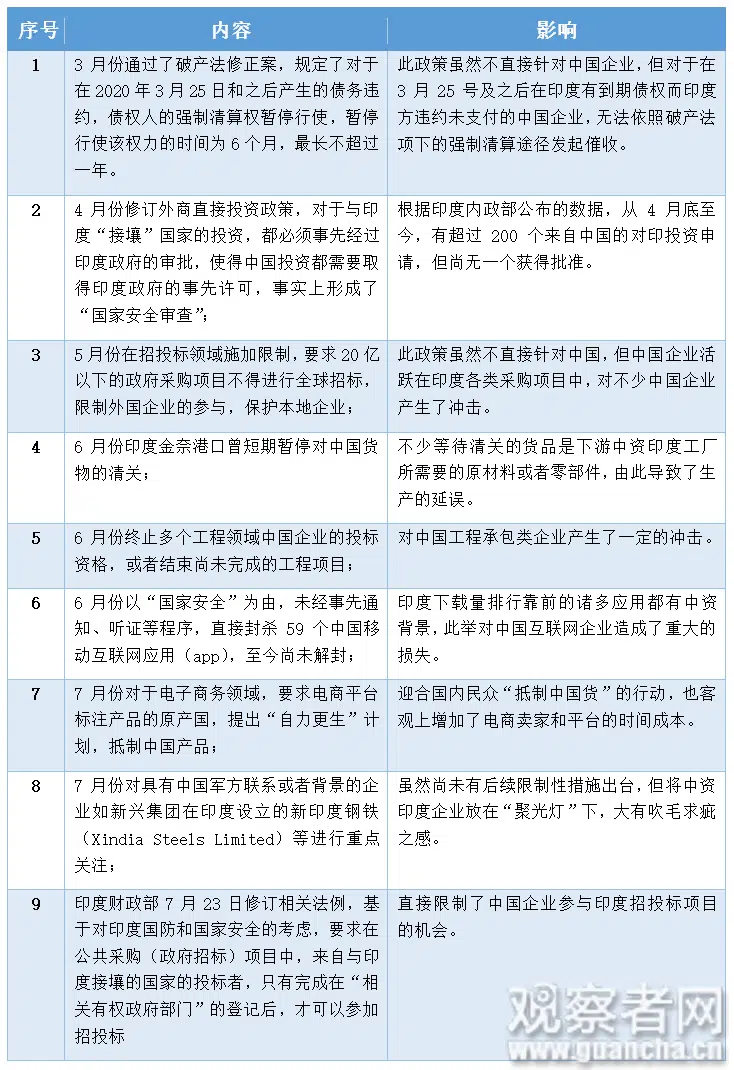 序号 内容 影响
1
3 月份通过了破产法修正案，规定了对于
在 2020 年 3 月 25 日和之后产生的债务违
约，债权人的强制清算权暂停行使，暂停
行使该权力的时间为 6 个月，最长不超过
一年。
此政策虽然不直接针对中国企业，但对于在
3 月 25 号及之后在印度有到期债权而印度
方违约未支付的中国企业，无法依照破产法
项下的强制清算途径发起催收。
2
4 月份修订外商直接投资政策，对于与印
度“接壤”国家的投资，都必须事先经过
印度政府的审批，使得中国投资都需要取
得印度政府的事先许可，事实上形成了
“国家安全审查”；
根据印度内政部公布的数据，从 4 月底至
今，有超过 200 个来自中国的对印投资申
请，但尚无一个获得批准。
3
5 月份在招投标领域施加限制，要求 20 亿
以下的政府采购项目不得进行全球招标，
限制外国企业的参与，保护本地企业；
此政策虽然不直接针对中国，但中国企业活
跃在印度各类采购项目中，对不少中国企业
产生了冲击。
4
6 月份印度金奈港口曾短期暂停对中国货
物的清关；
不少等待清关的货品是下游中资印度工厂
所需要的原材料或者零部件，由此导致了生
产的延误。
5
6 月份终止多个工程领域中国企业的投标
资格，或者结束尚未完成的工程项目；
对中国工程承包类企业产生了一定的冲击。
6
6 月份以“国家安全”为由，未经事先通
知、听证等程序，直接封杀 59 个中国移
动互联网应用（app），至今尚未解封；
印度下载量排行靠前的诸多应用都有中资
背景，此举对中国互联网企业造成了重大的
损失。
7
7 月份对于电子商务领域，要求电商平台
标注产品的原产国，提出“自力更生”计
划，抵制中国产品；
迎合国内民众“抵制中国货”的行动，也客
观上增加了电商卖家和平台的时间成本。
8
7 月份对具有中国军方联系或者背景的企
业如新兴集团在印度设立的新印度钢铁
（Xindia Steels Limited）等进行重点
关注；
虽然尚未有后续限制性措施出台，但将中资
印度企业放在“聚光灯”下，大有吹毛求疵
之感。
9
印度财政部 7 月 23 日修订相关法例，基
于对印度国防和国家安全的考虑，要求在
公共采购（政府招标）项目中，来自与印
度接壤的国家的投标者，只有完成在“相
关有权政府部门”的登记后，才可以参加
招投标
直接限制了中国企业参与印度招投标项目
的机会。
观察者网
www.guancha.cn